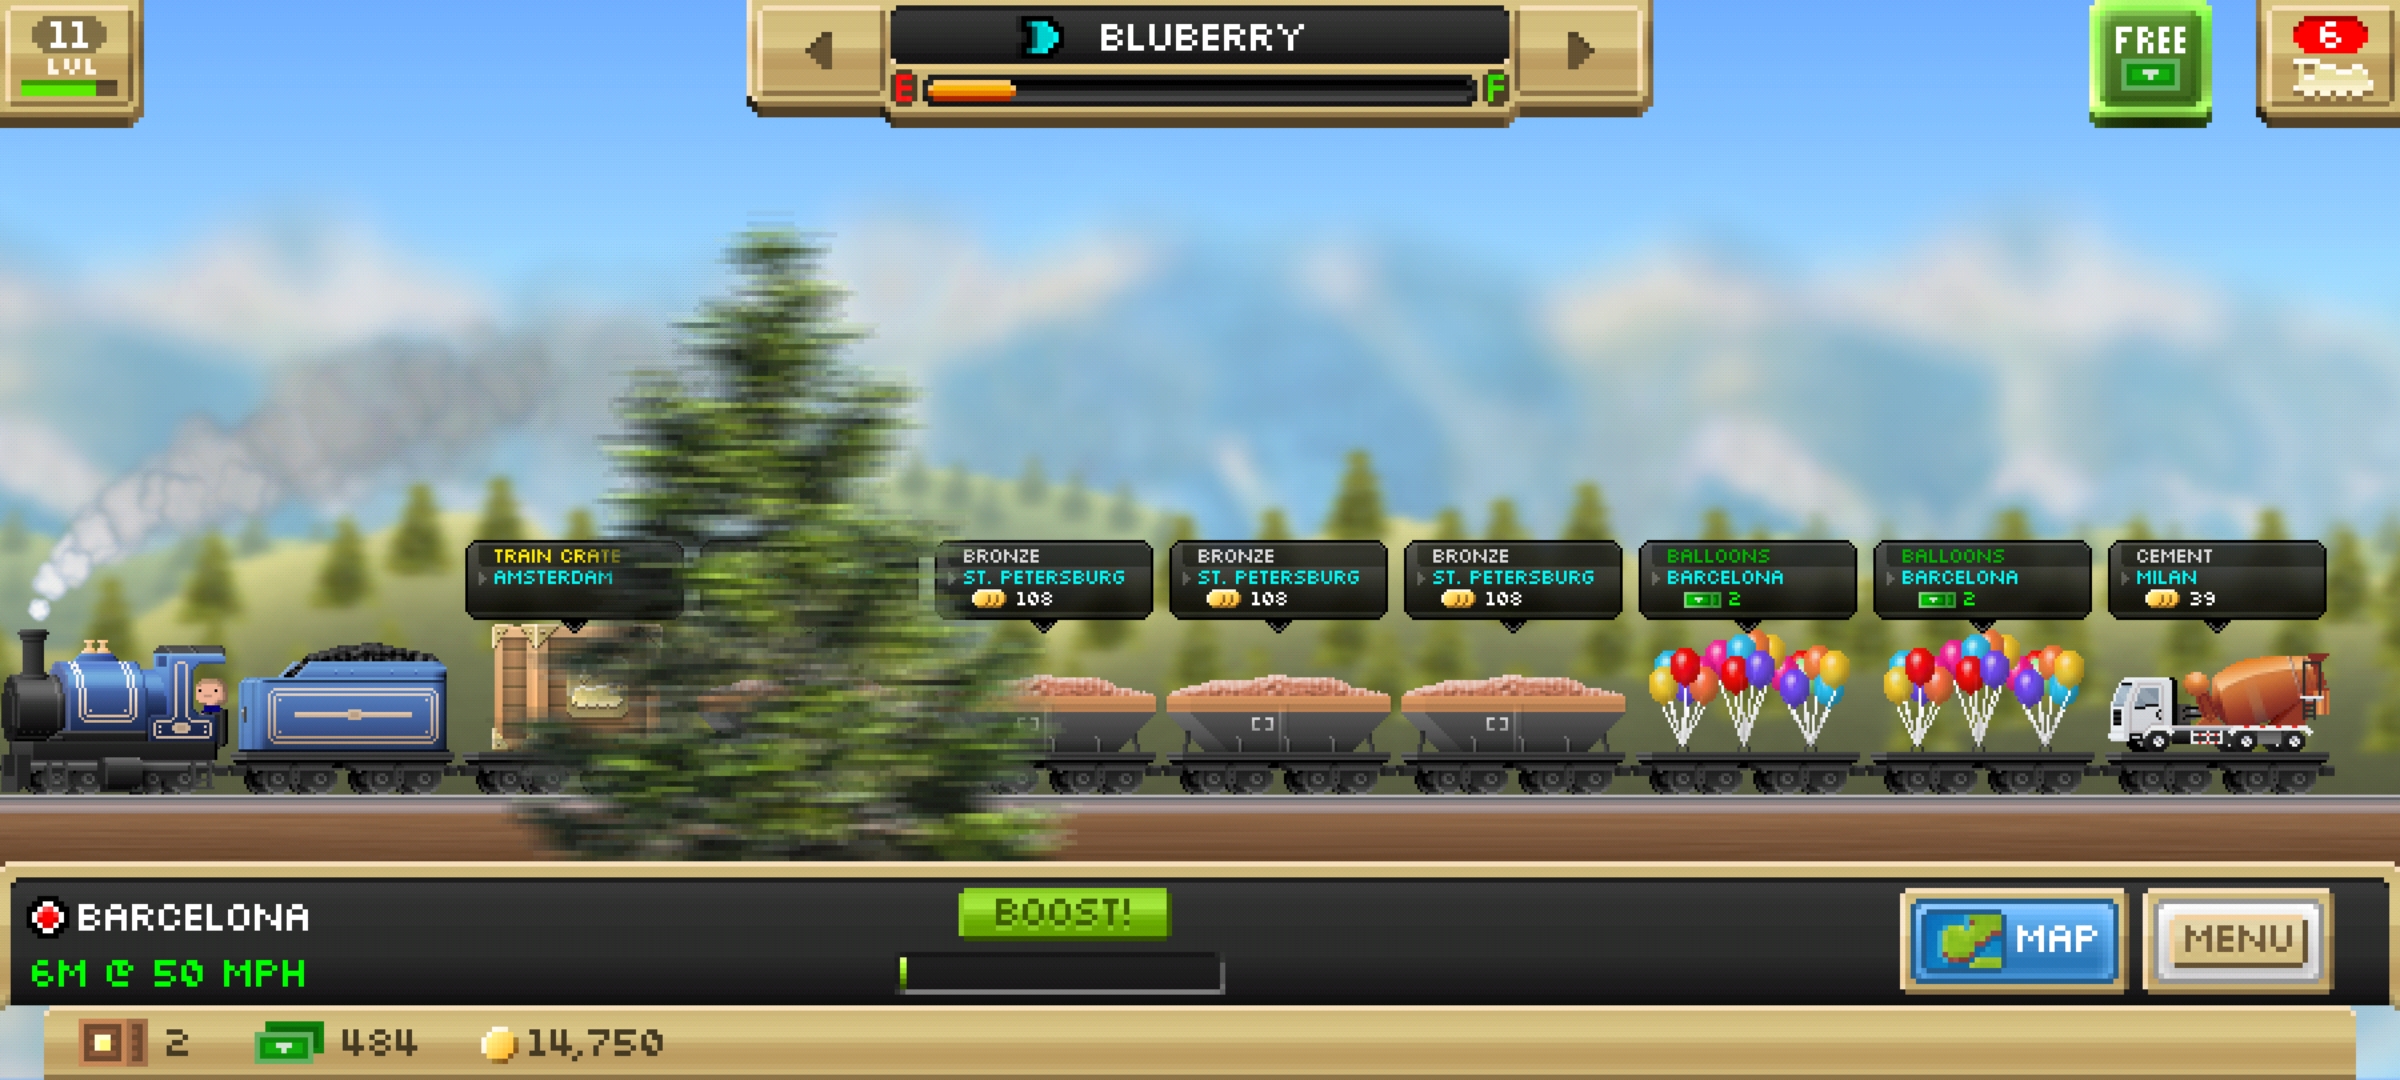 11
LVL
BLUBERRY
E
F
FREE
6
TRAIN CRATE
AMSTERDAM
BRONZE
ST. PETERSBURG
108
BRONZE
ST. PETERSBURG
108
BRONZE
ST. PETERSBURG
108
BALLOONS
BARCELONA
2
BALLOONS
BARCELONA
2
CEMENT
MILAN
39
BARCELONA
6M @ 50 MPH
BOOST!
MAP
MENU
2
484
14,750